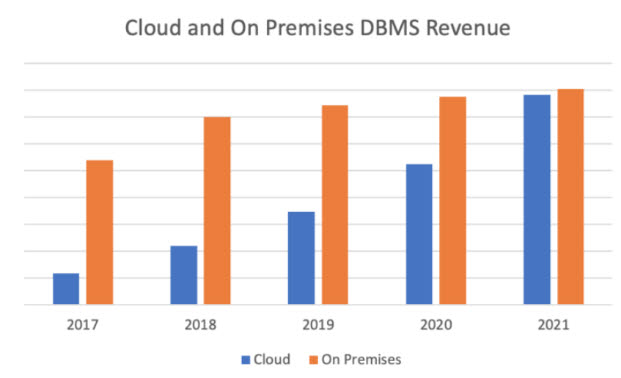 Cloud and On Premises DBMS Revenue
2017 2018 2019 2020 2021
Cloud On Premises